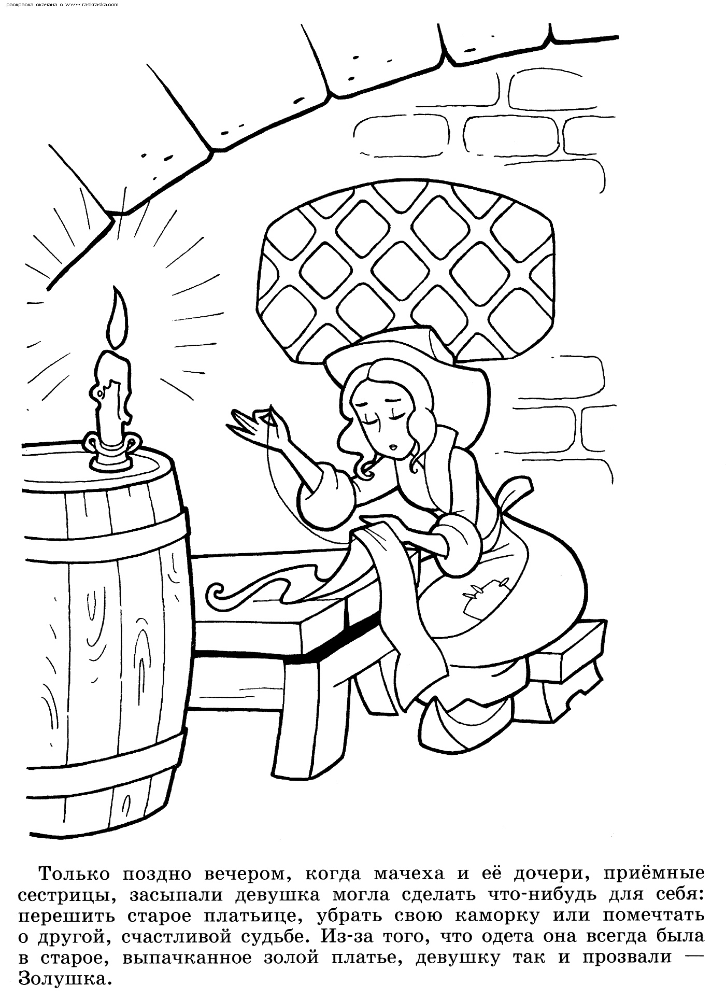 раскраска скачана с www.raskraska.com
Только поздно вечером, когда мачеха и её дочери, приёмные
сестрицы, засыпали девушка могла сделать что-нибудь для себя:
перешить старое платьице, убрать свою каморку или помечтать
о другой, счастливой судьбе. Из-за того, что одета она всегда была
в старое, выпачканное золой платье, девушку так и прозвали —
Золушка.